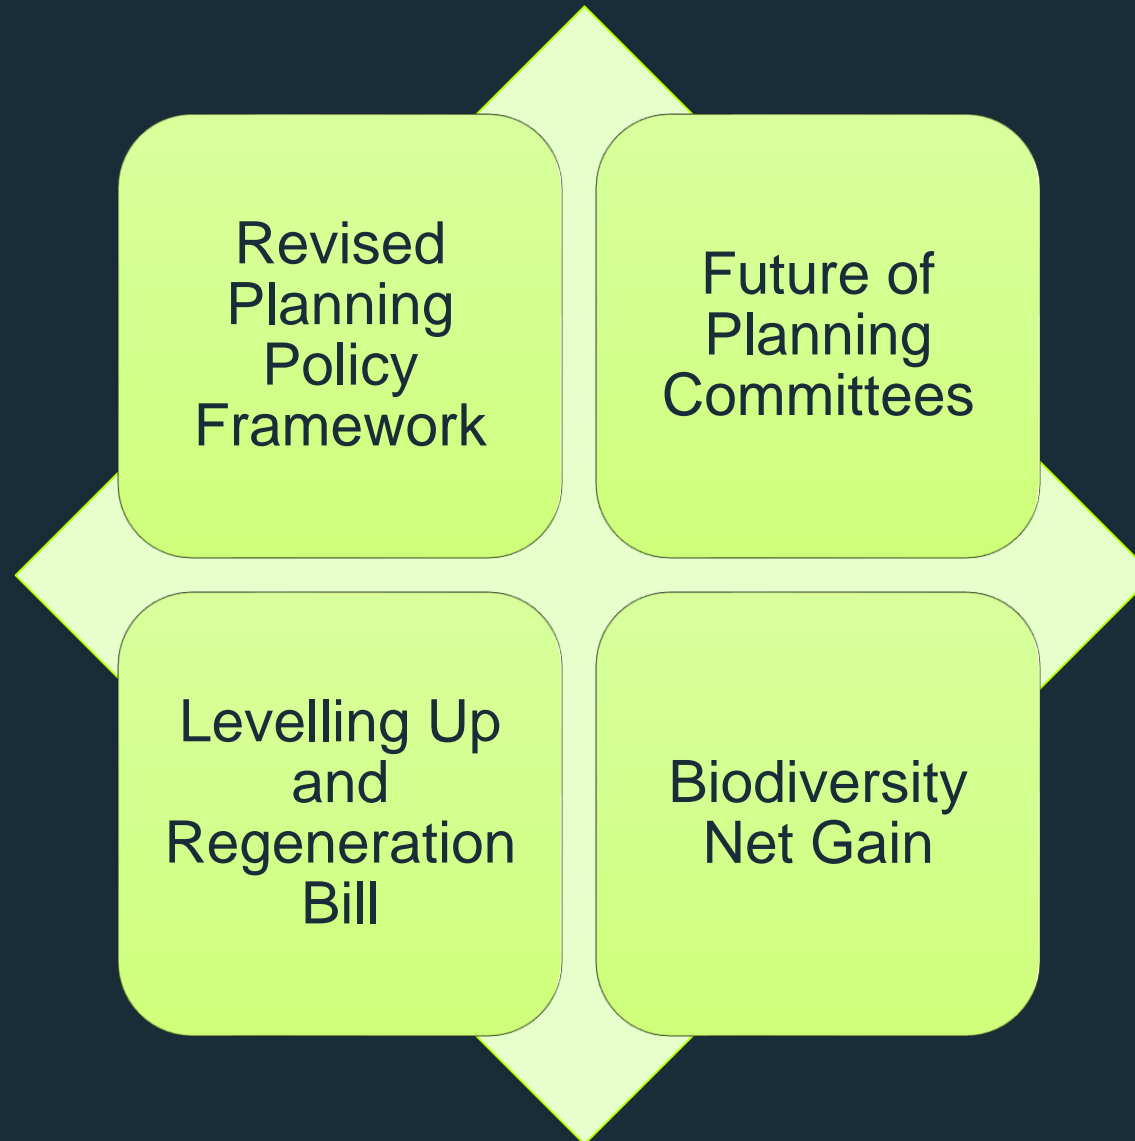 Revised
Planning
Policy
Framework
Future of
Planning
Committees
Levelling Up
and
Regeneration
Bill
Biodiversity
Net Gain